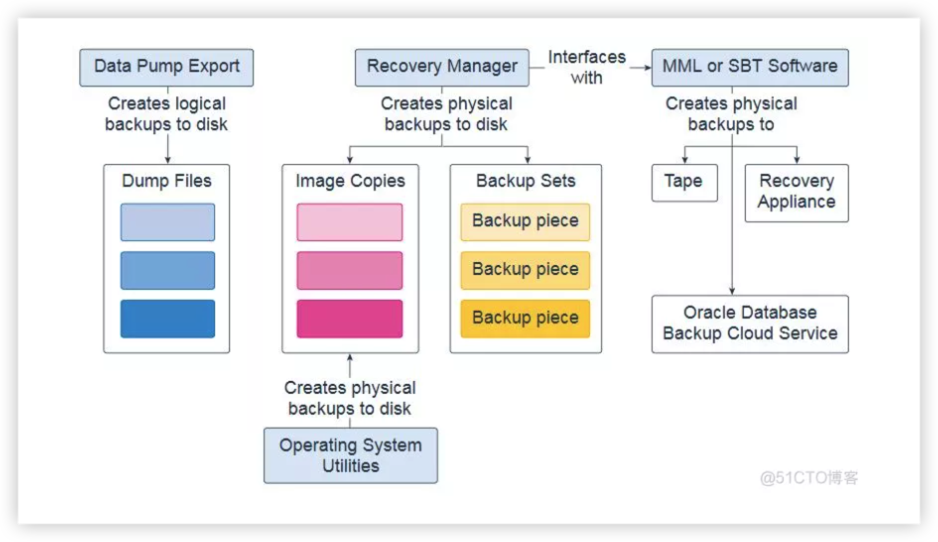 Data Pump Export
Creates logical
backups to disk
Dump Files
Recovery Manager
Creates physical
backups to disk
Image Copies
Backup Sets
Backup piece
Backup piece
Backup piece
Creates physical
backups to disk
Operating System
Utilities
Interfaces
with
MML or SBT Software
Creates physical
backups to
Tape
Recovery
Appliance
Oracle Database
Backup Cloud Service
@51CTO博客